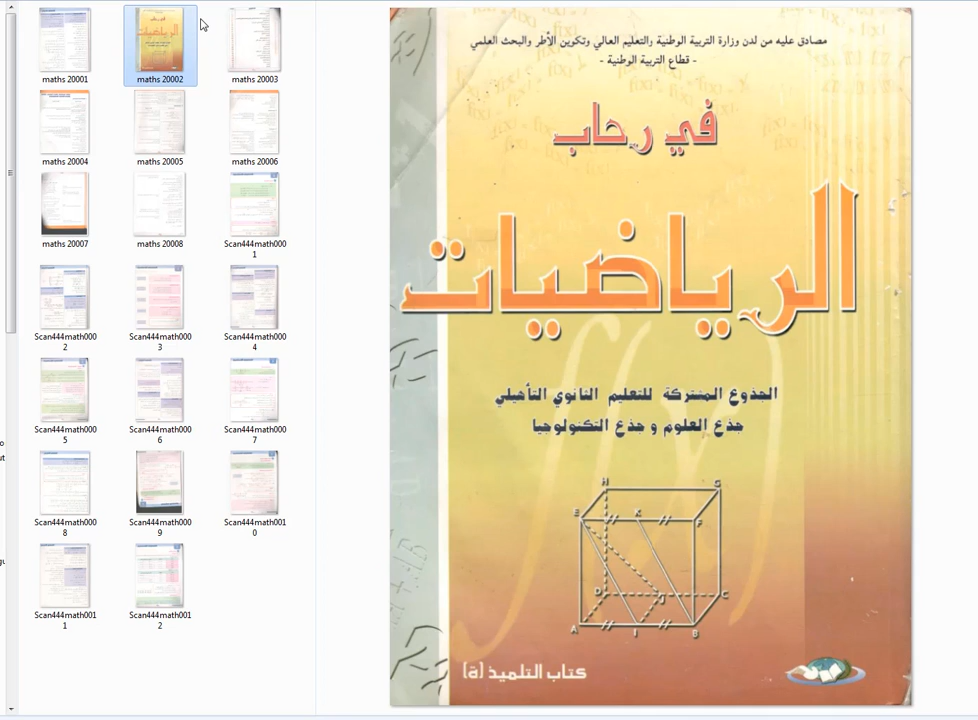 maths 20001
maths 20002
maths 20003
maths 20004
maths 20005
maths 20006
maths 20007
maths 20008
Scan444math000
1
Scan444math000
2
Scan444math000
3
Scan444math000
4
Scan444math000
5
Scan444math000
6
Scan444math000
7
Scan444math000
8
Scan444math000
9
Scan444math001
0
Scan444math001
1
Scan444math001
2
مصادق عليه من لدن وزارة التربية الوطنية والتعليم العالي وتكوين الأطر والبحث العلمي
- قطاع التربية الوطنية -
في رحاب
الرياضيات
الجذوع المشتركة للتعليم الثانوي التأهيلي
جذع العلوم و جذع التكنولوجيا
H G
E K F
D J C
A I B
كتاب التلميذ (ة)